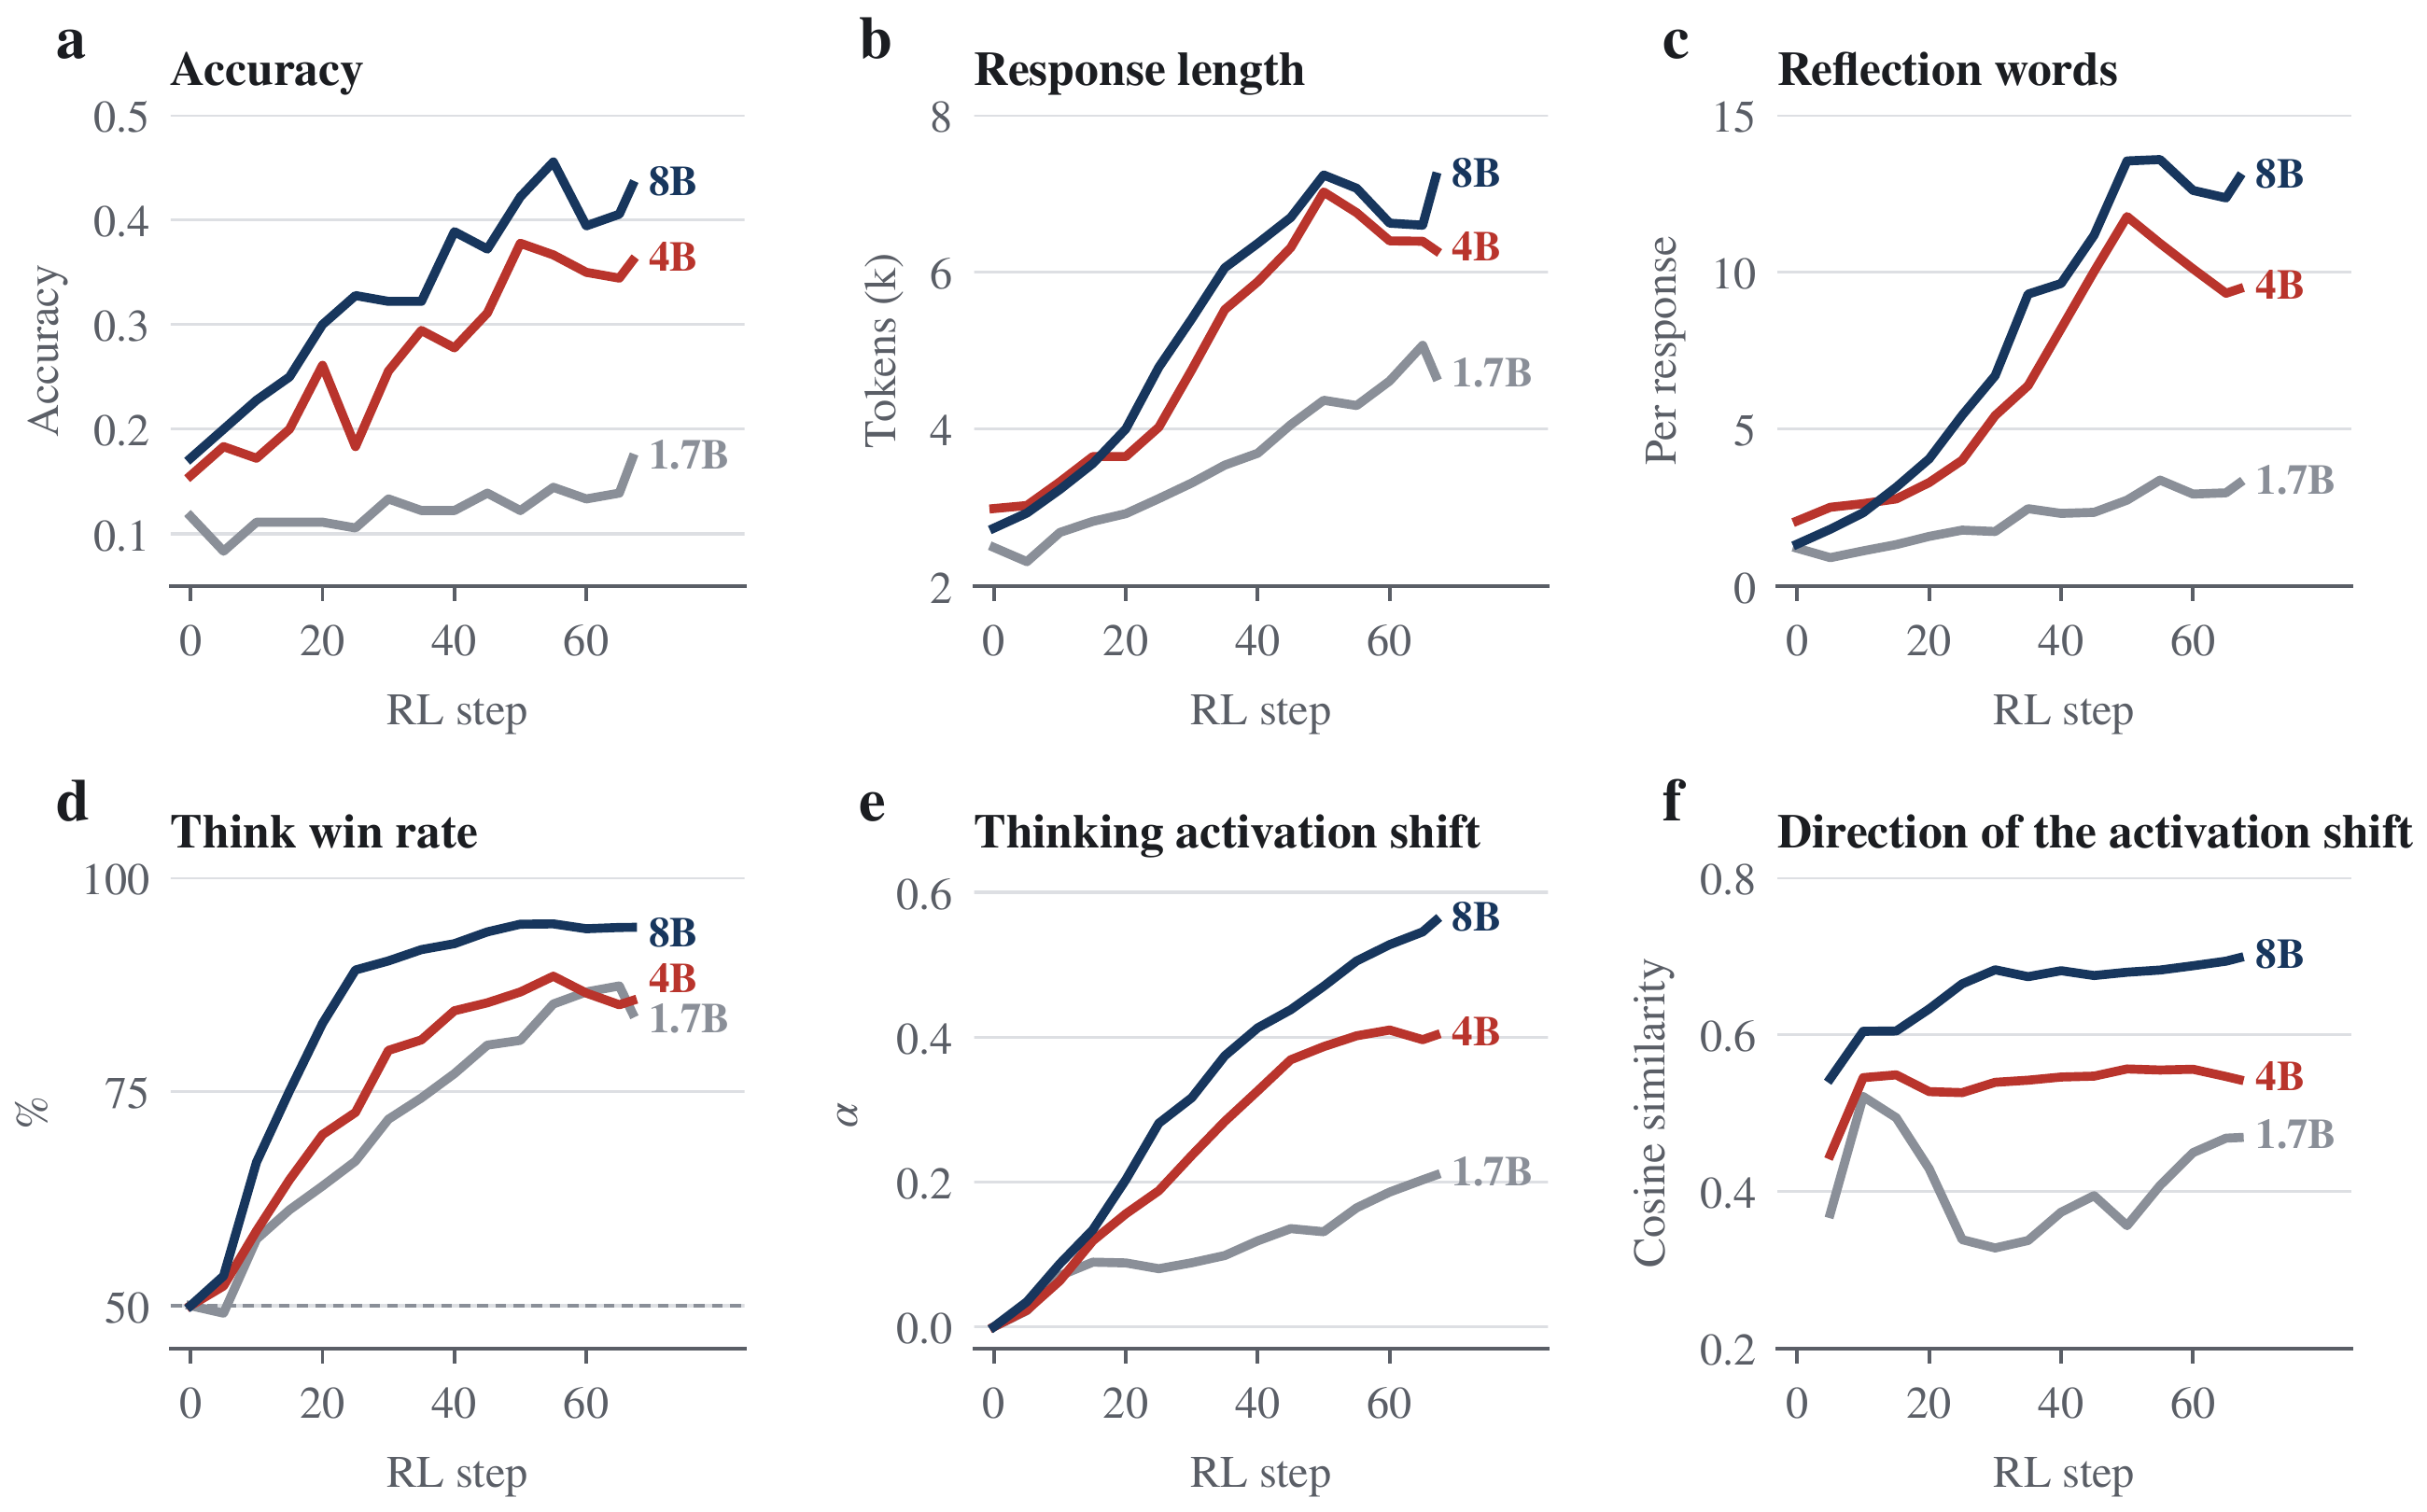 a
Accuracy
0.5
0.4
0.3
0.2
0.1
Accuracy
8B
4B
1.7B
0 20 40 60
RL step
b
Response length
8
6
4
2
Tokens (k)
8B
4B
1.7B
0 20 40 60
RL step
c
Reflection words
15
10
5
0
Per response
8B
4B
1.7B
0 20 40 60
RL step
d
Think win rate
100
75
50
%
8B
4B
1.7B
0 20 40 60
RL step
e
Thinking activation shift
0.6
0.4
0.2
0.0
α
8B
4B
1.7B
0 20 40 60
RL step
f
Direction of the activation shift
0.8
0.6
0.4
0.2
Cosine similarity
8B
4B
1.7B
0 20 40 60
RL step